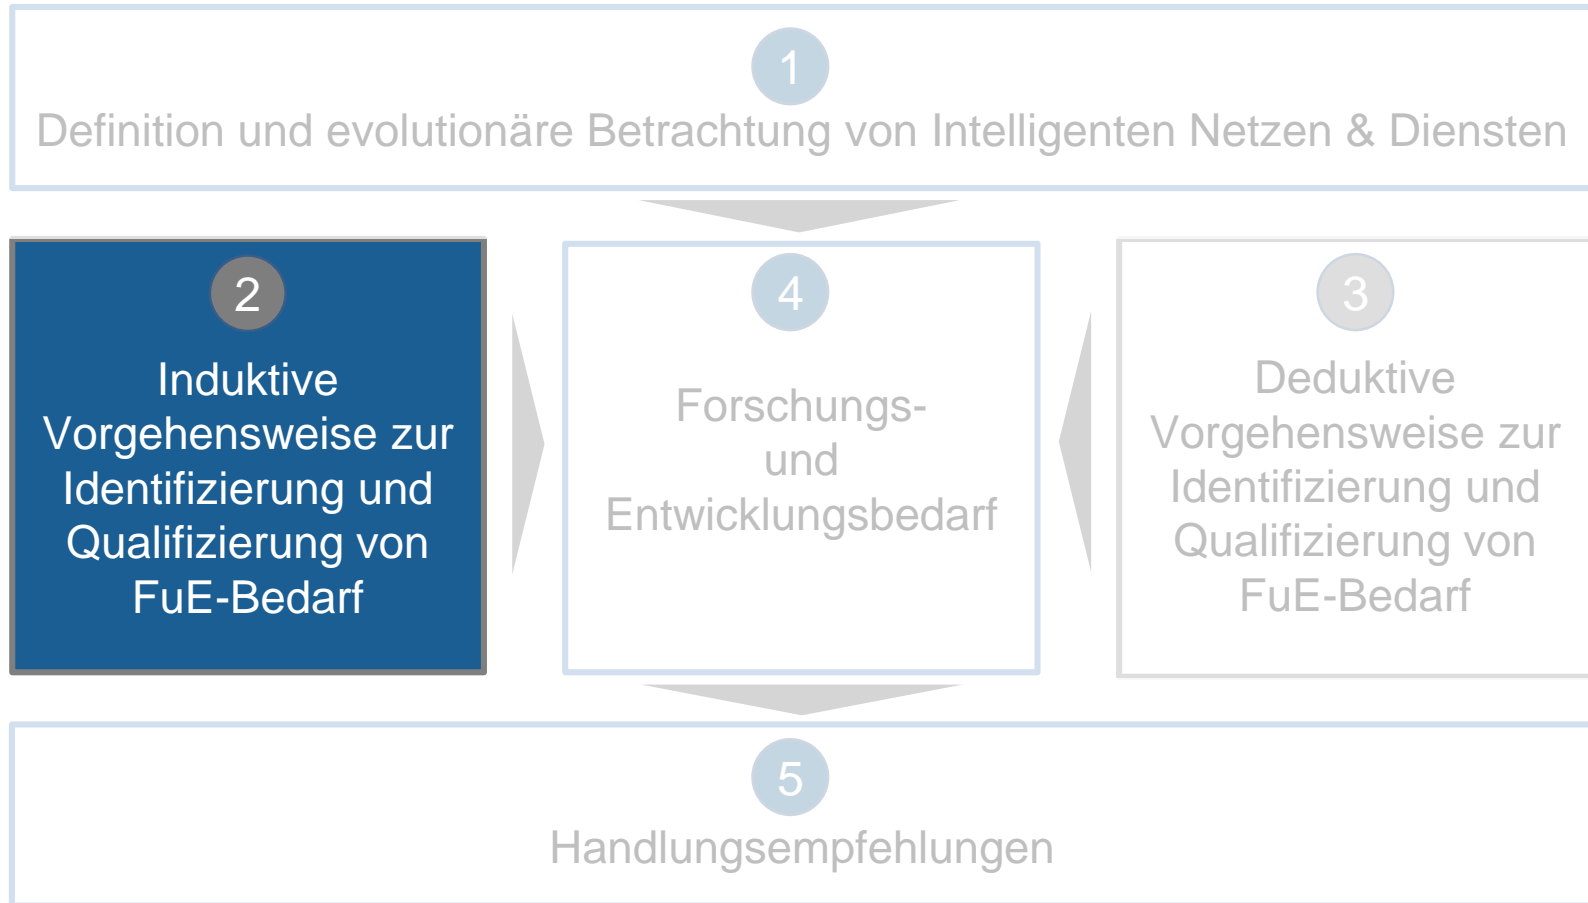 1
Definition und evolutionäre Betrachtung von Intelligenten Netzen & Diensten
2
Induktive
Vorgehensweise zur
Identifizierung und
Qualifizierung von
FuE-Bedarf
4
Forschungs-
und
Entwicklungsbedarf
3
Deduktive
Vorgehensweise zur
Identifizierung und
Qualifizierung von
FuE-Bedarf
5
Handlungsempfehlungen